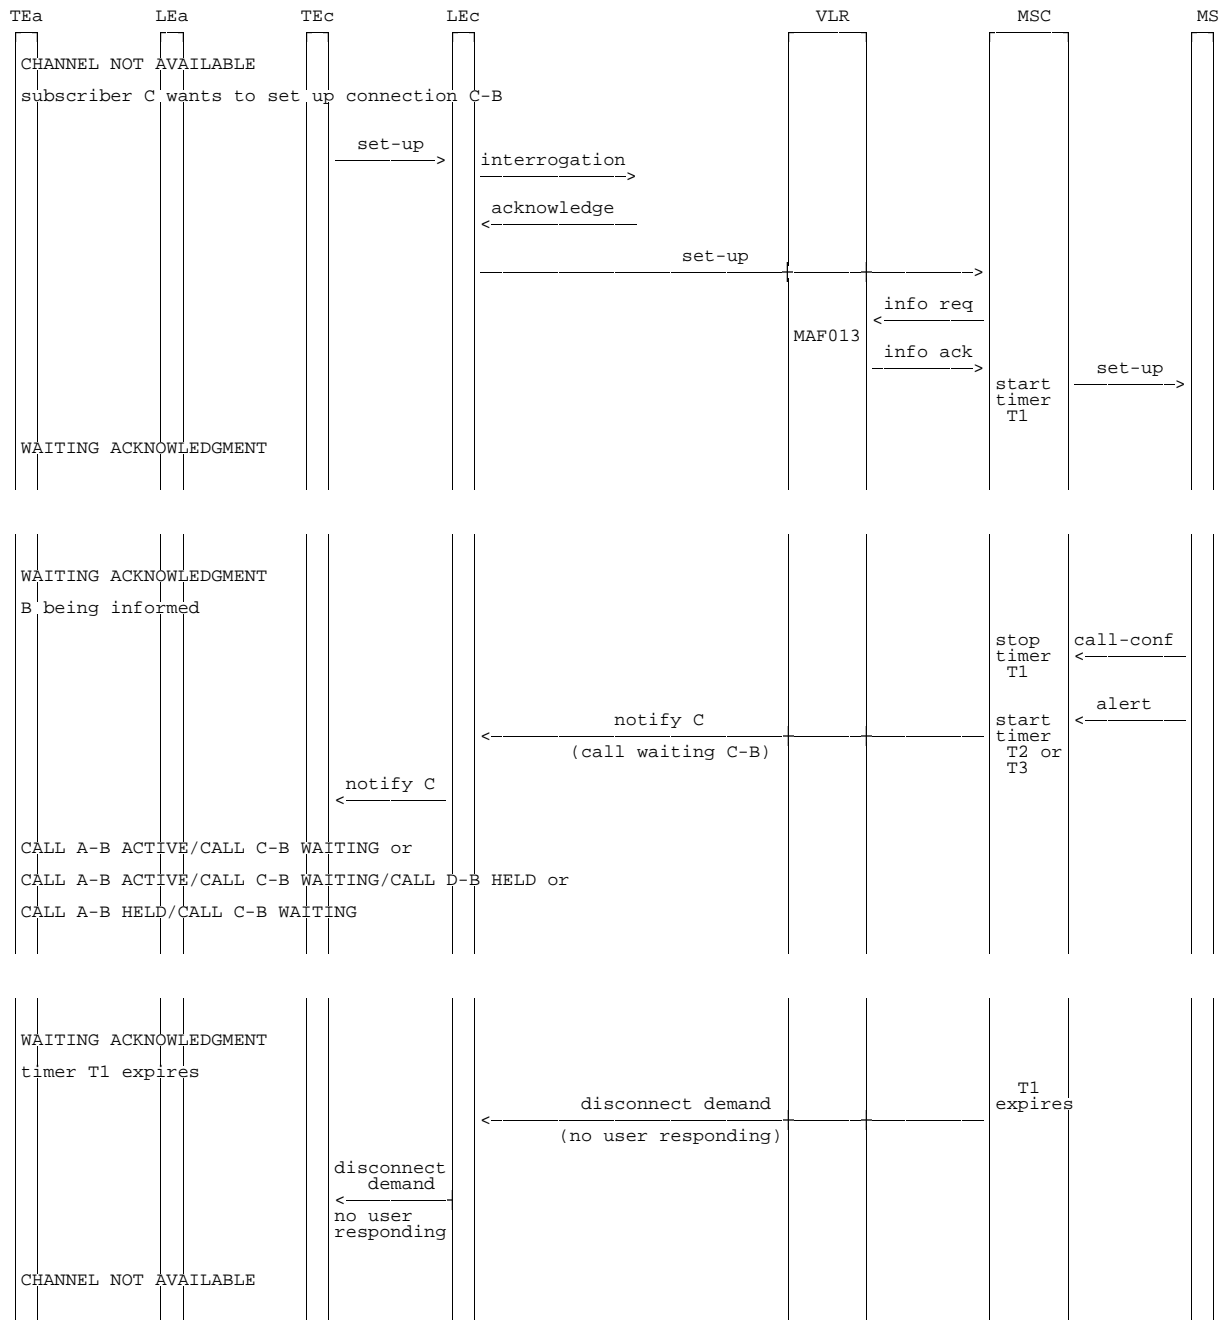 TEa LEa TEc LEc VLR MSC MS
CHANNEL NOT AVAILABLE
subscriber C wants to set up connection C-B
set-up
interrogation
acknowledge
set-up
info req
MAF013
info ack
set-up
start
timer
T1
WAITING ACKNOWLEDGMENT
WAITING ACKNOWLEDGMENT
B being informed
stop
timer
T1
call-conf
alert
notify C
(call waiting C-B)
start
timer
T2 or
T3
notify C
CALL A-B ACTIVE/CALL C-B WAITING or
CALL A-B ACTIVE/CALL C-B WAITING/CALL D-B HELD or
CALL A-B HELD/CALL C-B WAITING
WAITING ACKNOWLEDGMENT
timer T1 expires
T1
expires
disconnect demand
(no user responding)
disconnect
demand
no user
responding
CHANNEL NOT AVAILABLE